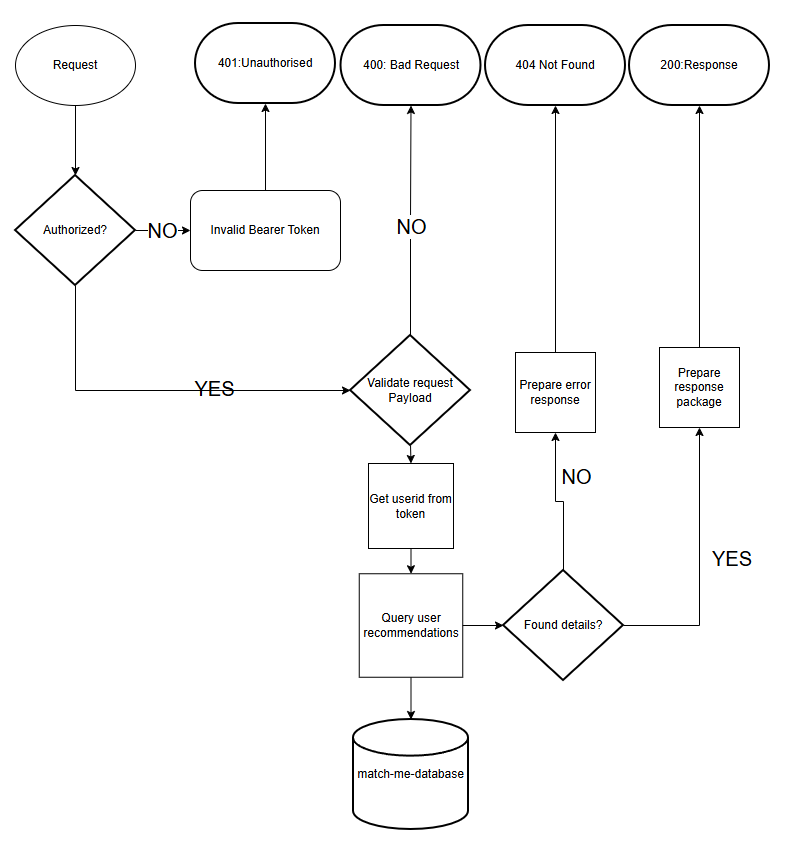 Request
401:Unauthorised
400: Bad Request
404 Not Found
200:Response
Authorized?
NO
Invalid Bearer Token
NO
YES
Validate request
Payload
Prepare error
response
Prepare
response
package
Get userid from
token
NO
YES
Query user
recommendations
Found details?
match-me-database